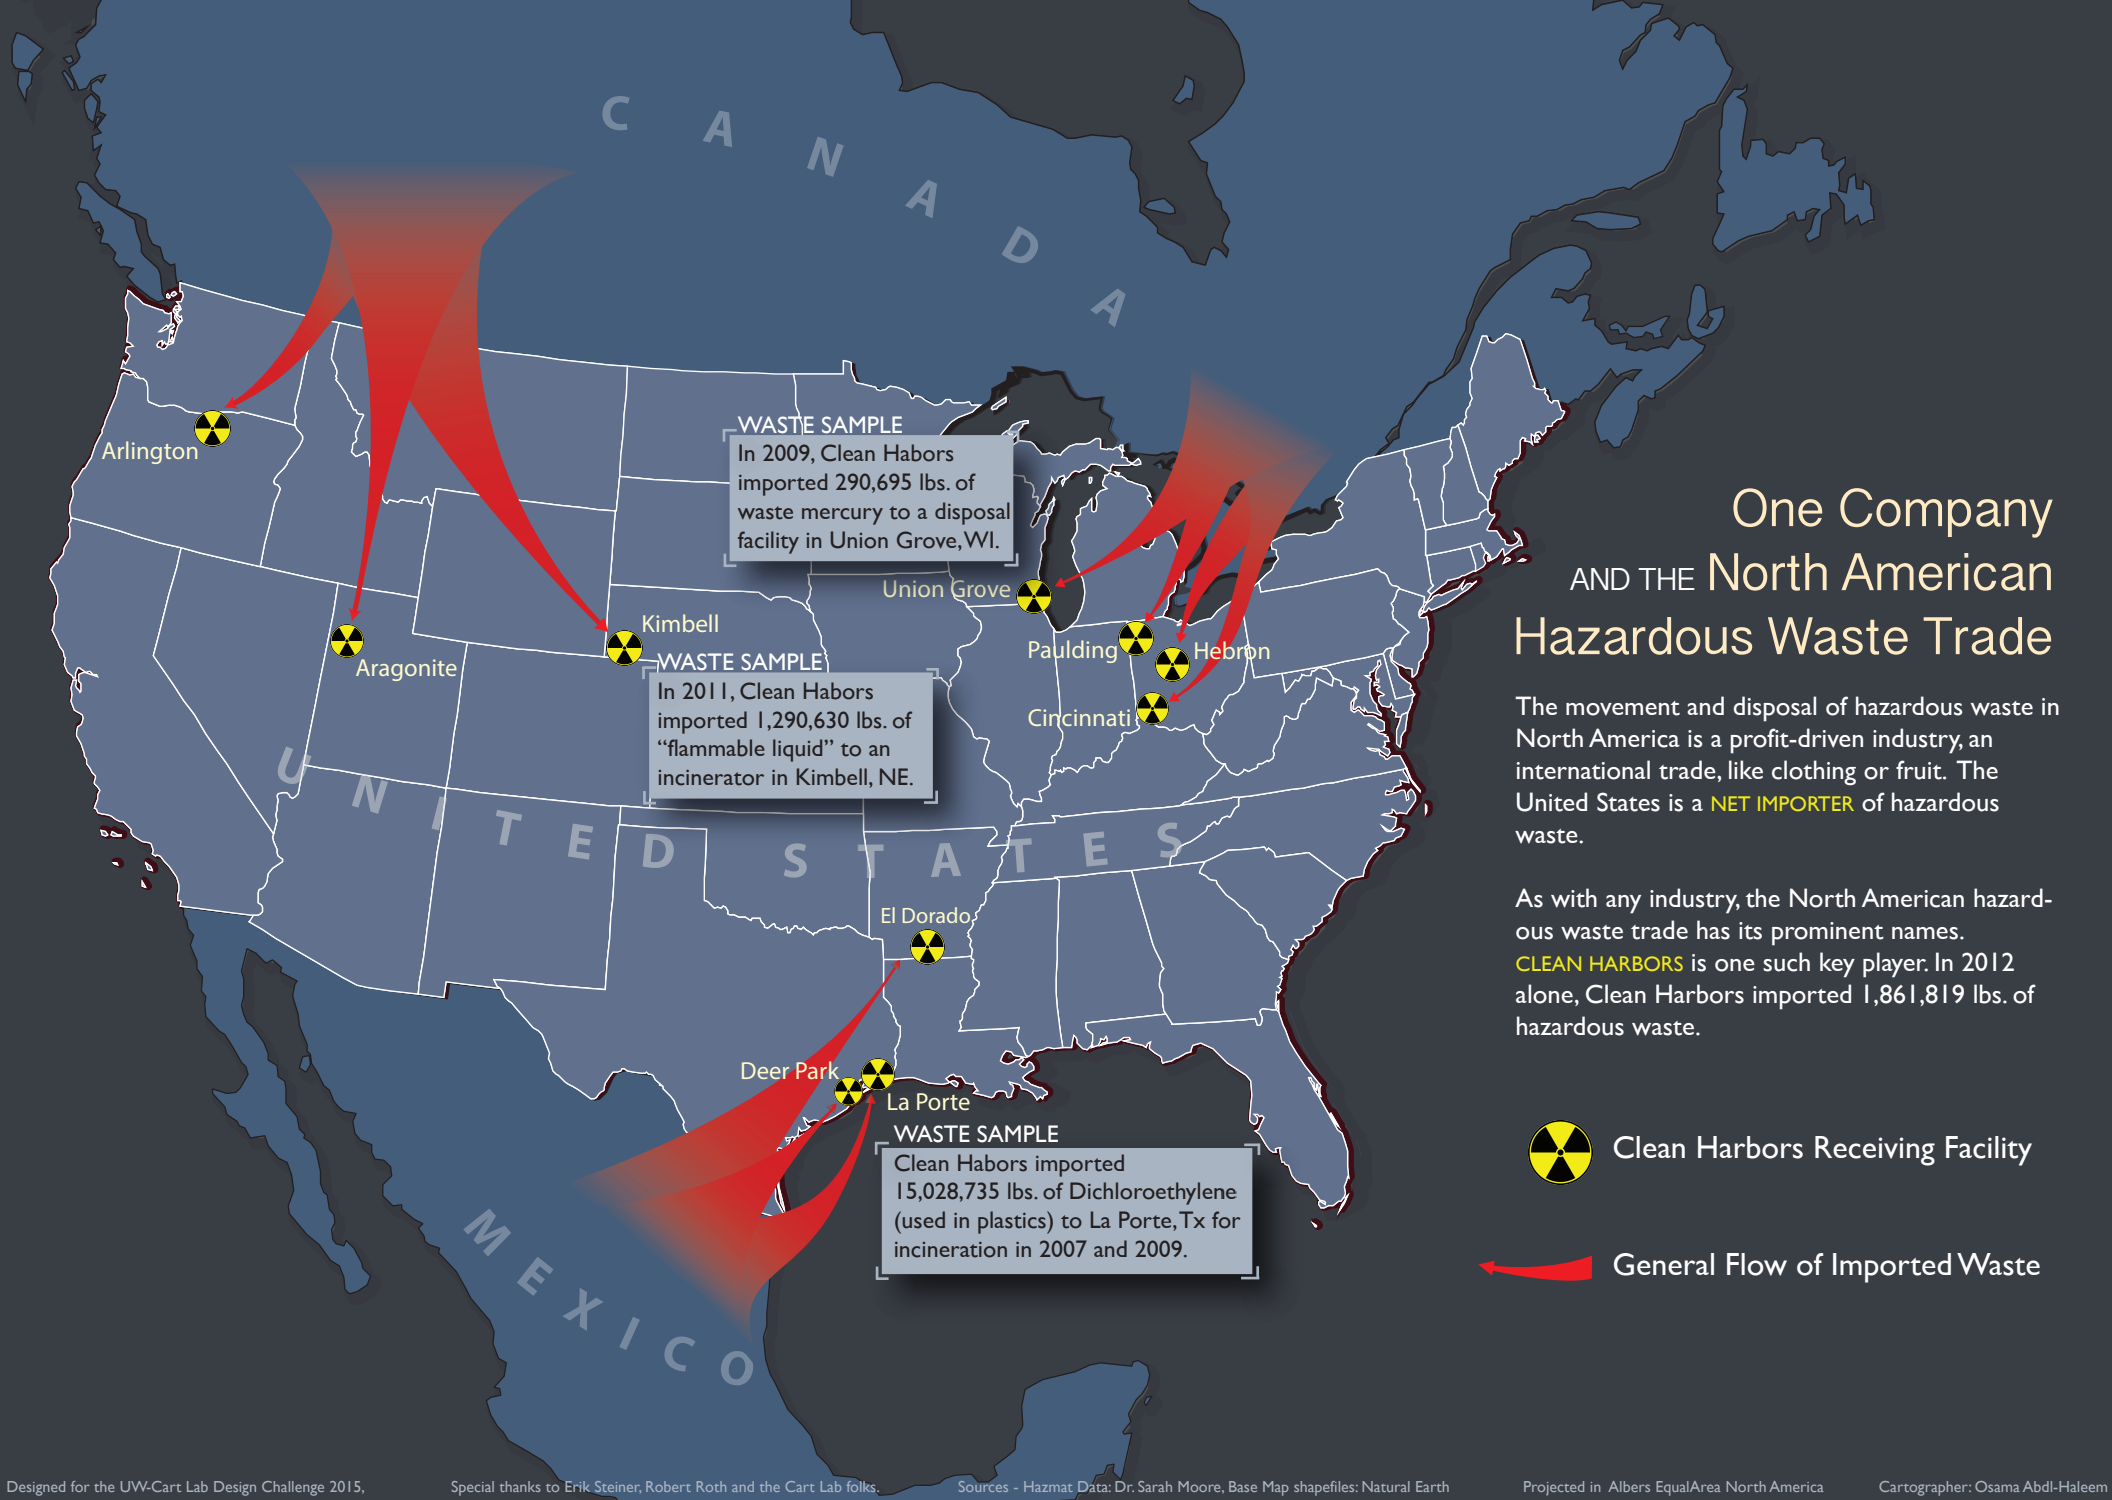 CANADA
Arlington
WASTE SAMPLE
In 2009, Clean Habors
imported 290,695 lbs. of
waste mercury to a disposal
facility in Union Grove, WI.
Union Grove
Kimbell
Paulding
Hebron
Aragonite
Cincinnati
WASTE SAMPLE
In 2011, Clean Habors
imported 1,290,630 lbs. of
“flammable liquid” to an
incinerator in Kimbell, NE.
UNITED STATES
El Dorado
Deer Park
La Porte
WASTE SAMPLE
Clean Habors imported
15,028,735 lbs. of Dichloroethylene
(used in plastics) to La Porte, Tx for
incineration in 2007 and 2009.
MEXICO
One Company
AND THE North American
Hazardous Waste Trade
The movement and disposal of hazardous waste in
North America is a profit-driven industry, an
international trade, like clothing or fruit. The
United States is a NET IMPORTER of hazardous
waste.
As with any industry, the North American hazard-
ous waste trade has its prominent names.
CLEAN HARBORS is one such key player. In 2012
alone, Clean Harbors imported 1,861,819 lbs. of
hazardous waste.
Clean Harbors Receiving Facility
General Flow of Imported Waste
Designed for the UW-Cart Lab Design Challenge 2015,
Special thanks to Erik Steiner, Robert Roth and the Cart Lab folks.
Sources - Hazmat Data: Dr. Sarah Moore, Base Map shapefiles: Natural Earth
Projected in Albers EqualArea North America
Cartographer: Osama Abdl-Haleem